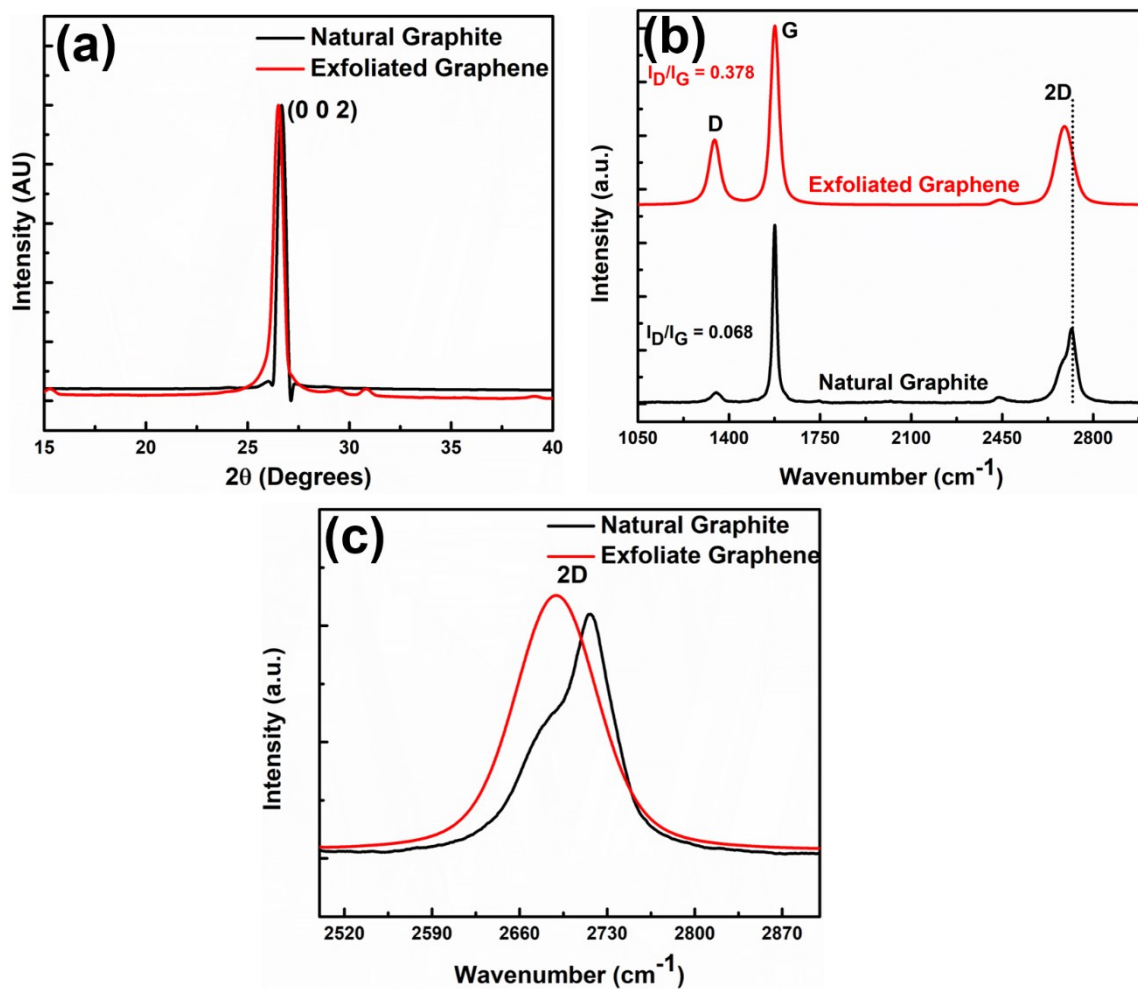 (a)
Natural Graphite
Exfoliated Graphene
(0 0 2)
Intensity (AU)
15 20 25 30 35 40
2θ (Degrees)
(b)
G
I_D/I_G = 0.378
2D
D
Exfoliated Graphene
I_D/I_G = 0.068
Natural Graphite
Intensity (a.u.)
1050 1400 1750 2100 2450 2800
Wavenumber (cm⁻¹)
(c)
Natural Graphite
Exfoliate Graphene
2D
Intensity (a.u.)
2520 2590 2660 2730 2800 2870
Wavenumber (cm⁻¹)